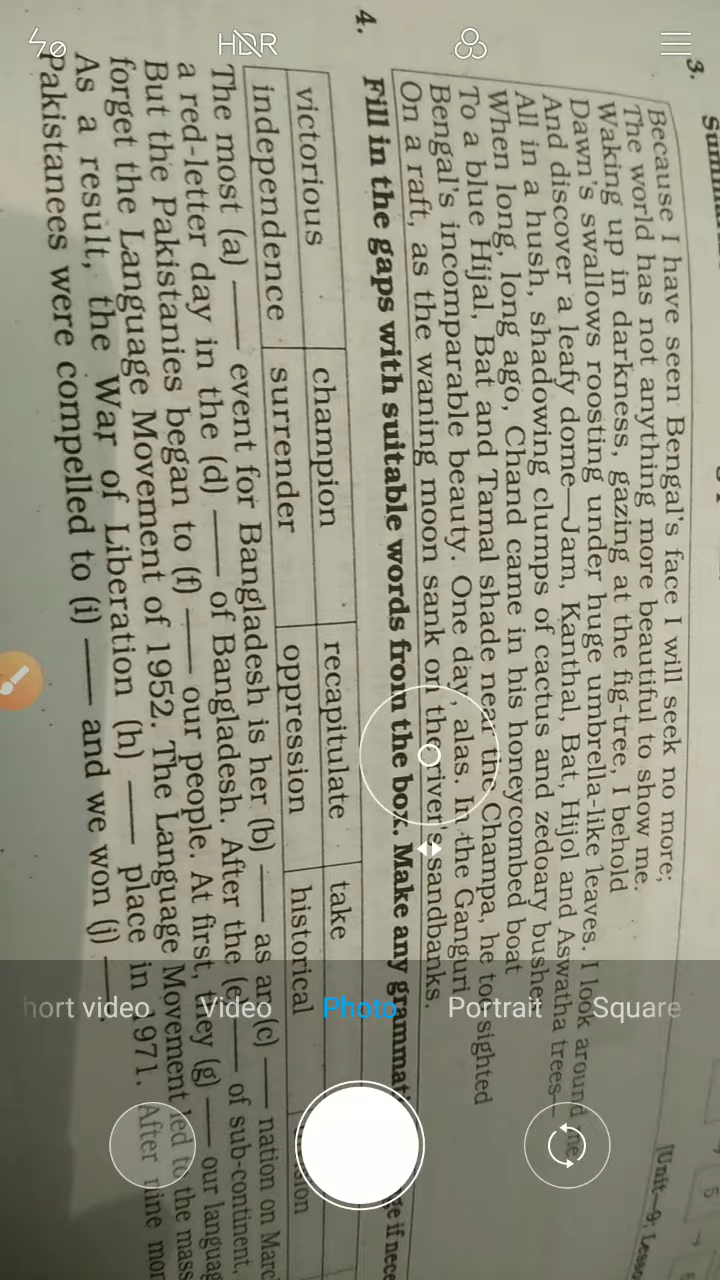 3. Summa
[Unit-9; Lesso
Because I have seen Bengal's face I will seek no more;
The world has not anything more beautiful to show me.
Waking up in darkness, gazing at the fig-tree, I behold
Dawn's swallows roosting under huge umbrella-like leaves. I look around me
And discover a leafy dome—Jam, Kanthal, Bat, Hijol and Aswatha trees—
All in a hush, shadowing clumps of cactus and zedoary bushes
When long, long ago, Chand came in his honeycombed boat
To a blue Hijal, Bat and Tamal shade near the Champa, he too sighted
Bengal's incomparable beauty. One day, alas. In the Ganguri
On a raft, as the waning moon sank on the river's sandbanks.
4. Fill in the gaps with suitable words from the box. Make any grammati ge if nece
victorious champion recapitulate take
independence surrender oppression historical sion
The most (a) — event for Bangladesh is her (b) — as an (c) — nation on Marc
a red-letter day in the (d) — of Bangladesh. After the (e) — of sub-continent,
But the Pakistanies began to (f) — our people. At first, they (g) — our languag
forget the Language Movement of 1952. The Language Movement led to the mass
As a result, the War of Liberation (h) — place in 1971. After nine mon
Pakistanees were compelled to (i) — and we won (j) —.
HDR
hort video Video Photo Portrait Square